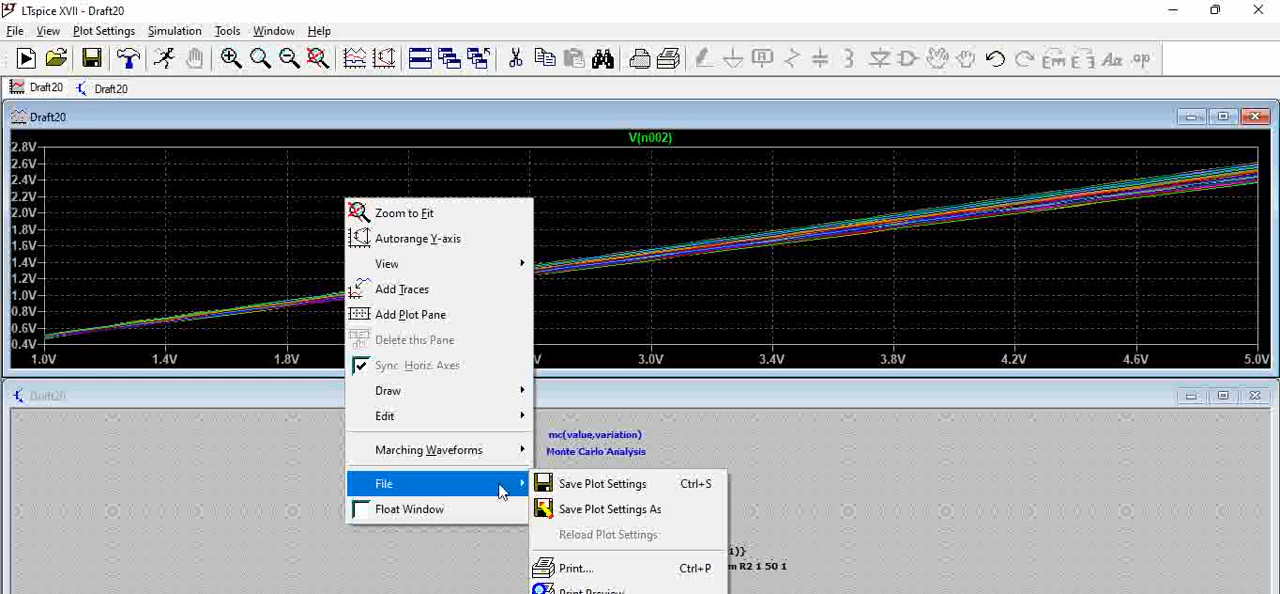 LTspice XVII - Draft20
File View Plot Settings Simulation Tools Window Help
Draft20 Draft20
Draft20
V(n002)
2.8V
2.6V
2.4V
2.2V
2.0V
1.8V
1.6V
1.4V
1.2V
1.0V
0.8V
0.6V
0.4V
1.0V 1.4V 1.8V V 3.0V 3.4V 3.8V 4.2V 4.6V 5.0V
Zoom to Fit
Autorange Y-axis
View
Add Traces
Add Plot Pane
Delete this Pane
Sync. Horiz. Axes
Draw
Edit
Marching Waveforms
File
Float Window
Save Plot Settings Ctrl+S
Save Plot Settings As
Reload Plot Settings
Print.... Ctrl+P
Print Preview
Draft20
mc(value,variation)
Monte Carlo Analysis
1)}
m R2 1 50 1